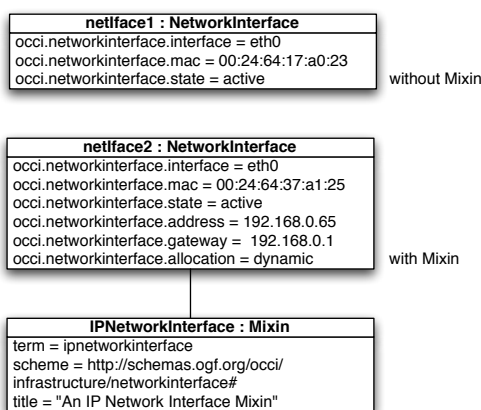 netIface1 : NetworkInterface
occi.networkinterface.interface = eth0
occi.networkinterface.mac = 00:24:64:17:a0:23
occi.networkinterface.state = active
without Mixin
netIface2 : NetworkInterface
occi.networkinterface.interface = eth0
occi.networkinterface.mac = 00:24:64:37:a1:25
occi.networkinterface.state = active
occi.networkinterface.address = 192.168.0.65
occi.networkinterface.gateway = 192.168.0.1
occi.networkinterface.allocation = dynamic
with Mixin
IPNetworkInterface : Mixin
term = ipnetworkinterface
scheme = http://schemas.ogf.org/occi/
infrastructure/networkinterface#
title = "An IP Network Interface Mixin"